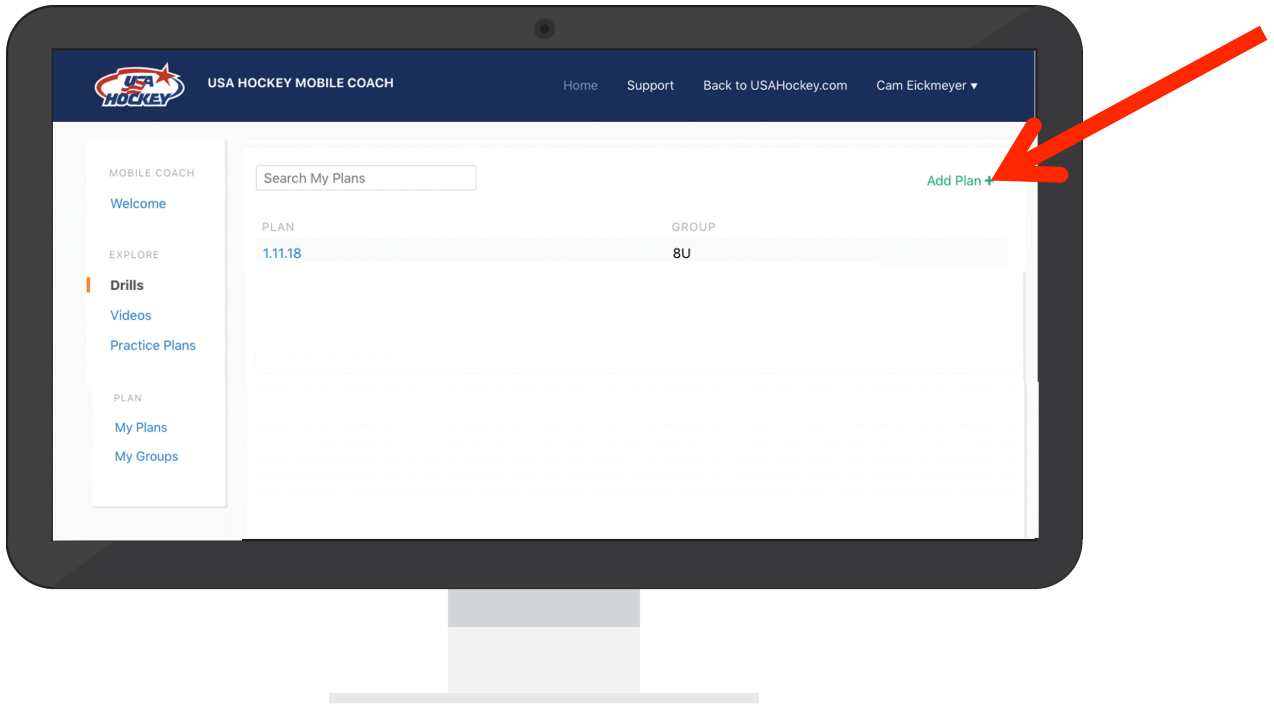 USA
HOCKEY
USA HOCKEY MOBILE COACH
Home Support Back to USAHockey.com Cam Eickmeyer ▾
MOBILE COACH
Welcome
EXPLORE
Drills
Videos
Practice Plans
PLAN
My Plans
My Groups
Search My Plans
Add Plan +
PLAN GROUP
1.11.18 8U